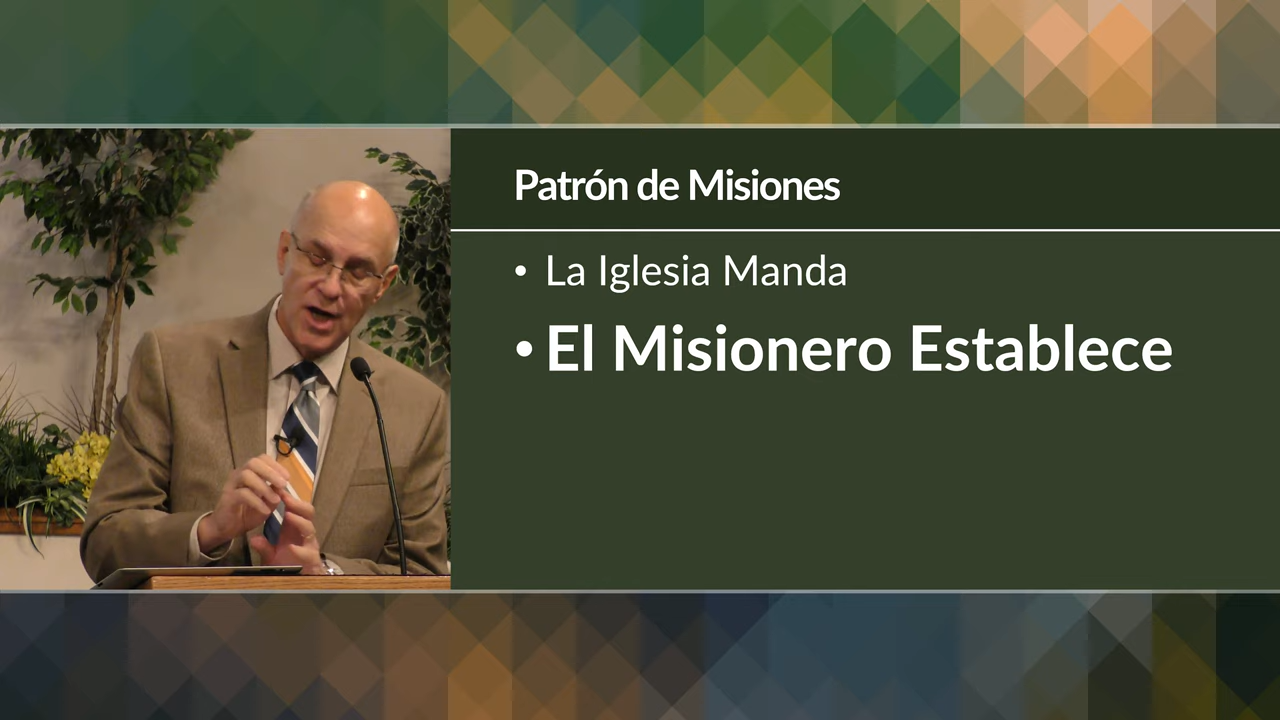 Patrón de Misiones
• La Iglesia Manda
• El Misionero Establece